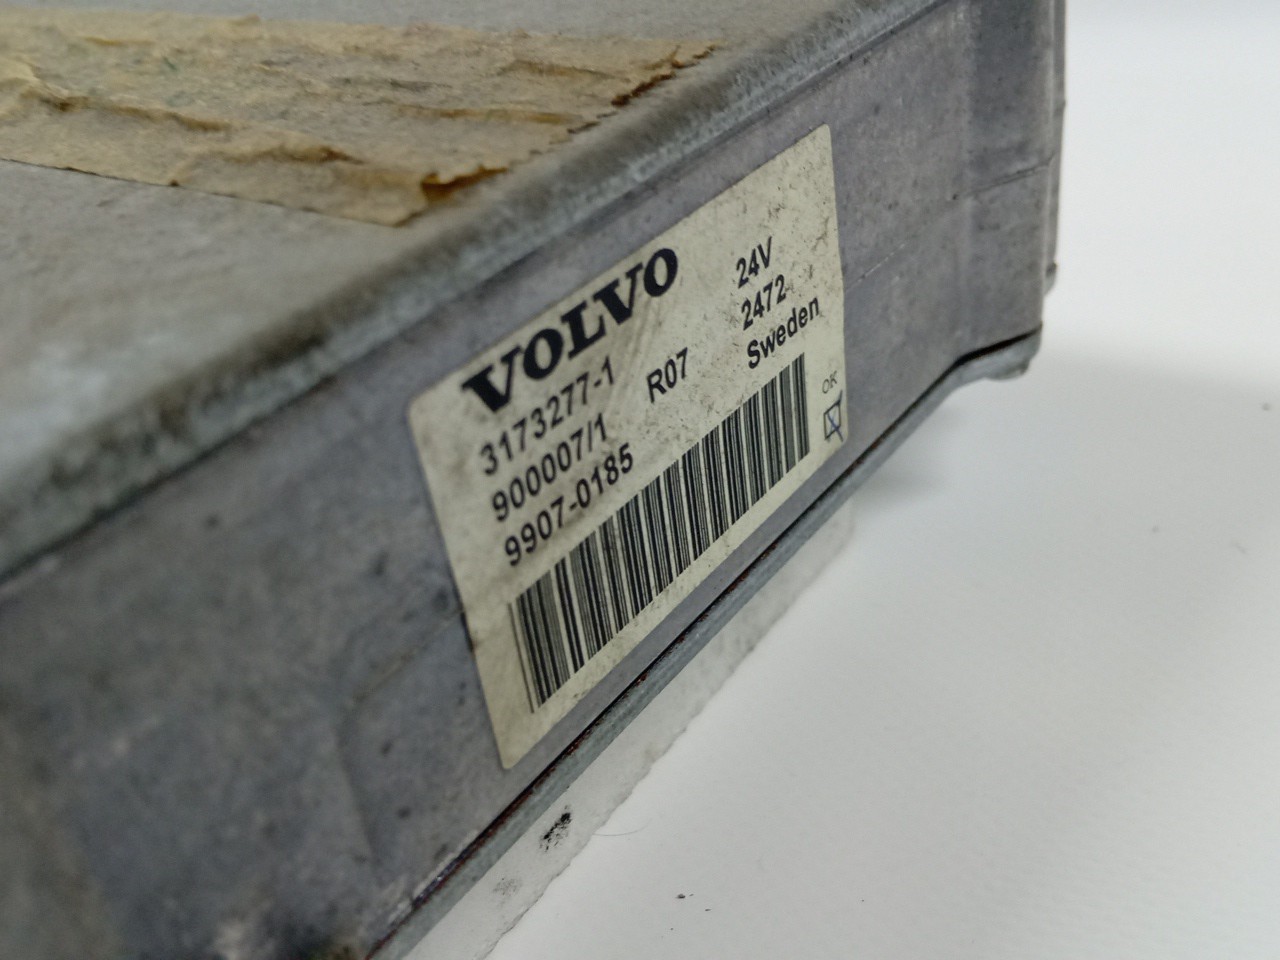 VOLVO
3173277-1 24V
900007/1 R07 2472
9907-0185 Sweden
OK